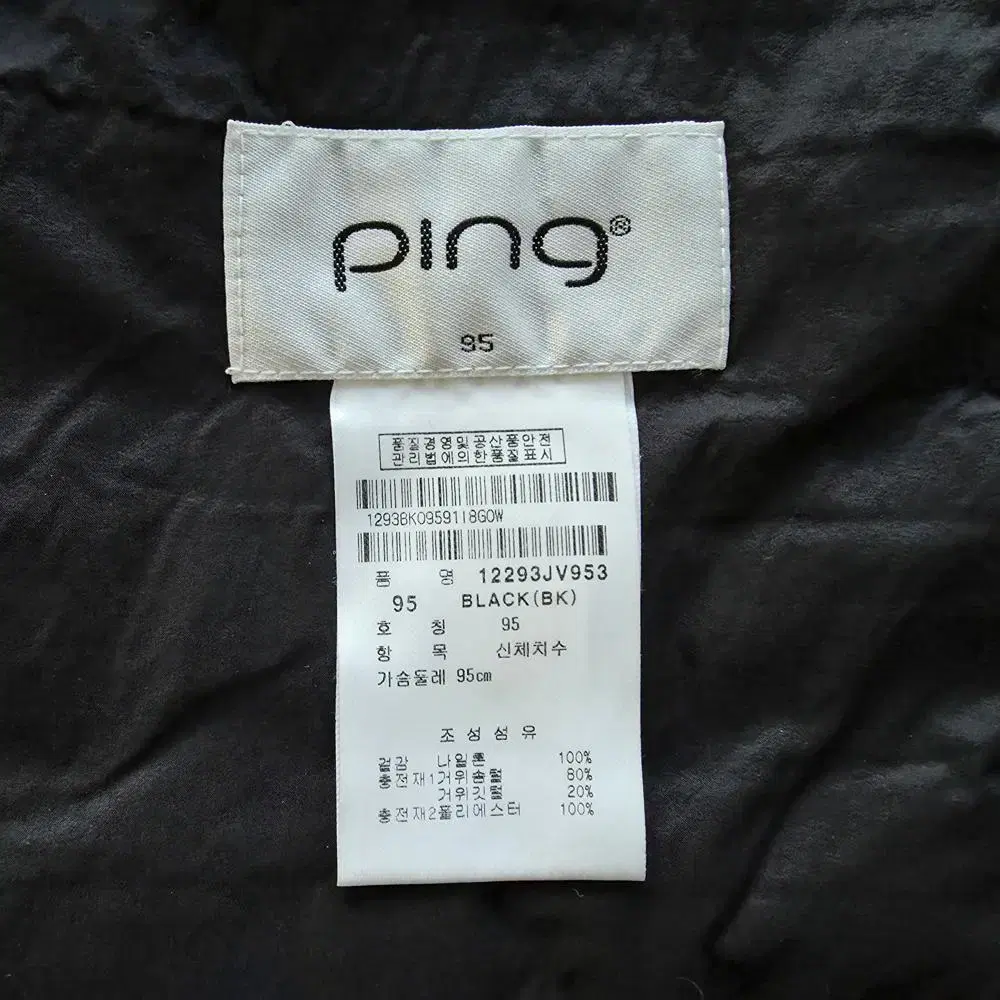 ping®
95
품질경영및공산품안전
관리법에의한품질표시
1293BK09591I8GOW
품 명 12293JV953
95 BLACK(BK)
호 칭 95
항 목 신체치수
가슴둘레 95cm
조성섬유
겉감 나일론 100%
충전재1거위솜털 80%
거위깃털 20%
충전재2폴리에스터 100%